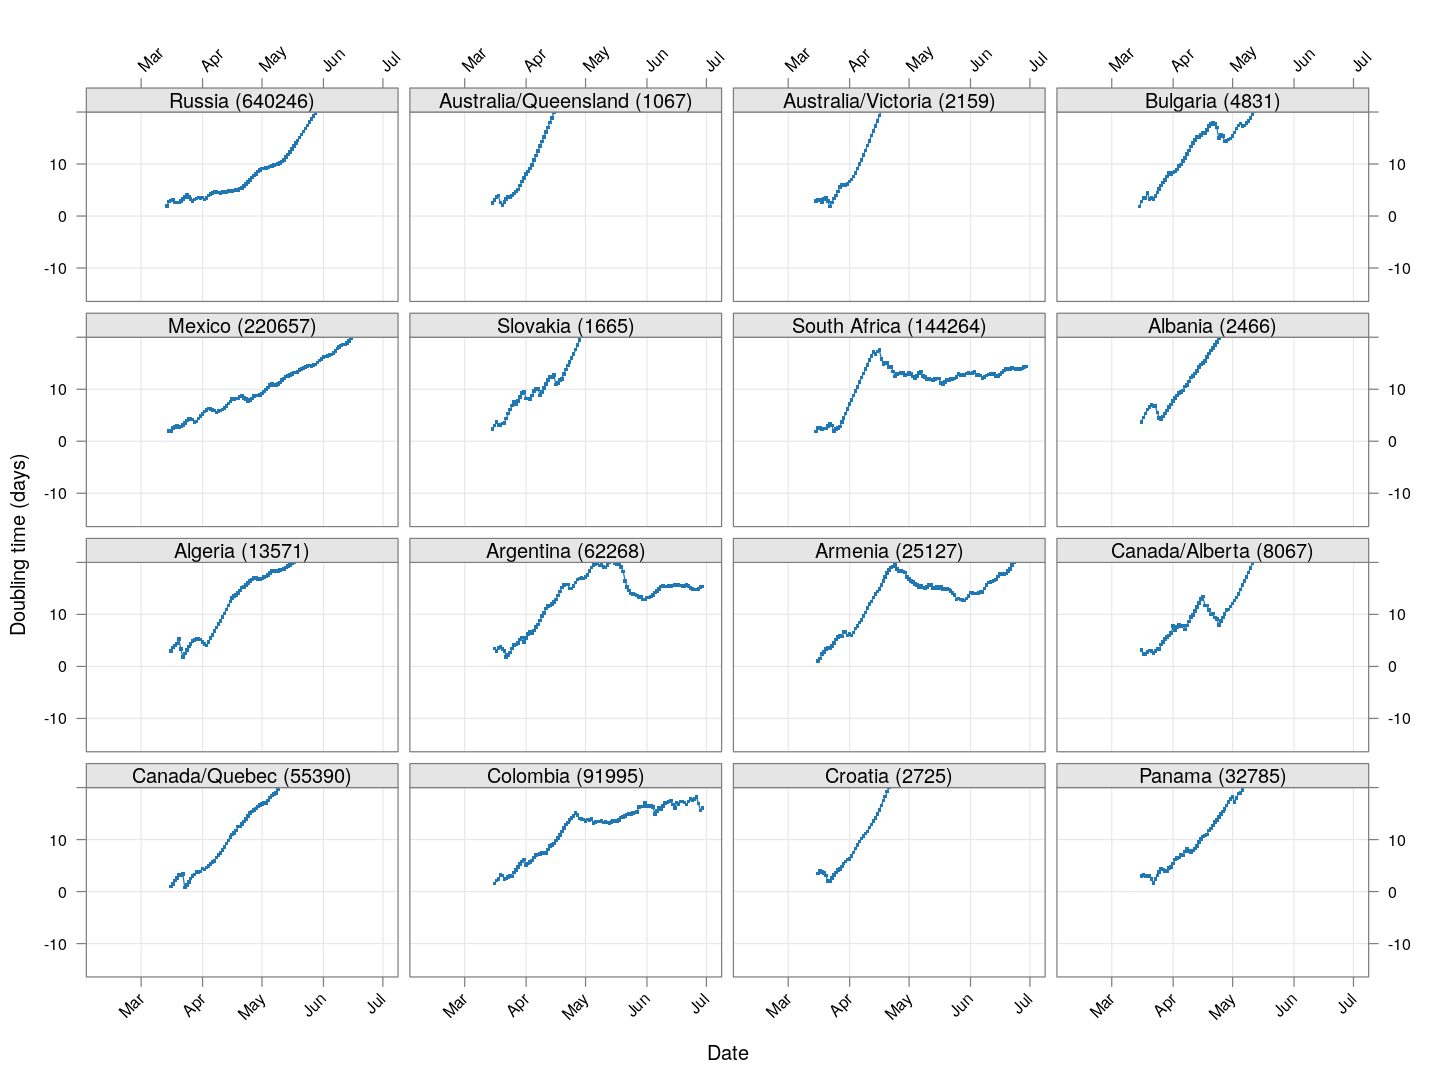 Mar Apr May Jun Jul Mar Apr May Jun Jul Mar Apr May Jun Jul Mar Apr May Jun Jul
Russia (640246) Australia/Queensland (1067) Australia/Victoria (2159) Bulgaria (4831)
10 10
0 0
-10 -10
Mexico (220657) Slovakia (1665) South Africa (144264) Albania (2466)
10 10
0 0
-10 -10
Doubling time (days)
Algeria (13571) Argentina (62268) Armenia (25127) Canada/Alberta (8067)
10 10
0 0
-10 -10
Canada/Quebec (55390) Colombia (91995) Croatia (2725) Panama (32785)
10 10
0 0
-10 -10
Mar Apr May Jun Jul Mar Apr May Jun Jul Mar Apr May Jun Jul Mar Apr May Jun Jul
Date